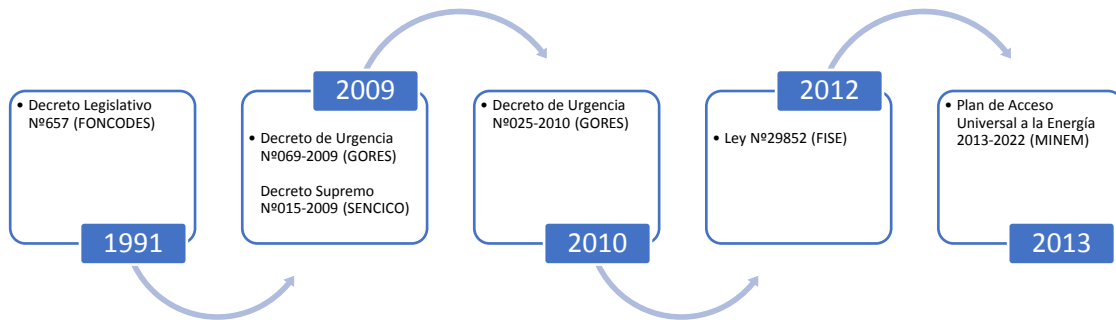 • Decreto Legislativo
Nº657 (FONCODES)
1991
2009
• Decreto de Urgencia
Nº069-2009 (GORES)
Decreto Supremo
Nº015-2009 (SENCICO)
• Decreto de Urgencia
Nº025-2010 (GORES)
2010
2012
• Ley Nº29852 (FISE)
• Plan de Acceso
Universal a la Energía
2013-2022 (MINEM)
2013